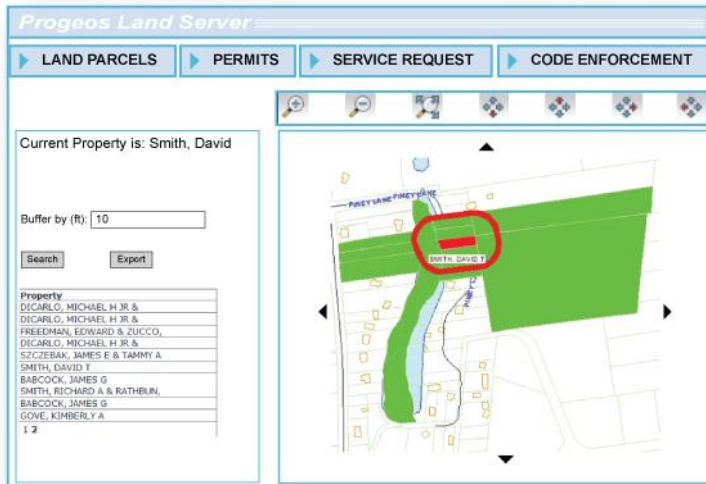 Progeos Land Server
LAND PARCELS
PERMITS
SERVICE REQUEST
CODE ENFORCEMENT
Current Property is: Smith, David
Buffer by (ft): 10
Search
Export
Property
DICARLO, MICHAEL H JR &
DICARLO, MICHAEL H JR &
FREEDMAN, EDWARD & ZUCCO,
DICARLO, MICHAEL H JR &
SZCZEBAK, JAMES E & TAMMY A
SMITH, DAVID T
BABCOCK, JAMES G
SMITH, RICHARD A & RATHBUN,
BABCOCK, JAMES G
GOVE, KIMBERLY A
1 2
PINEY LANE PINEY LANE
SMITH, DAVID T